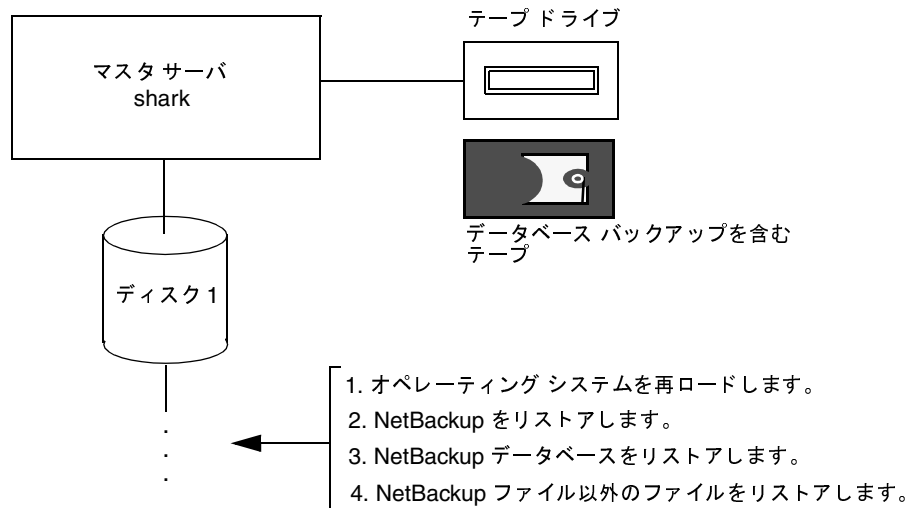 テープ ドライブ
マスタ サーバ
shark
データベース バックアップを含む
テープ
ディスク 1
1. オペレーティング システムを再ロードします。
2. NetBackup をリストアします。
3. NetBackup データベースをリストアします。
4. NetBackup ファイル以外のファイルをリストアします。